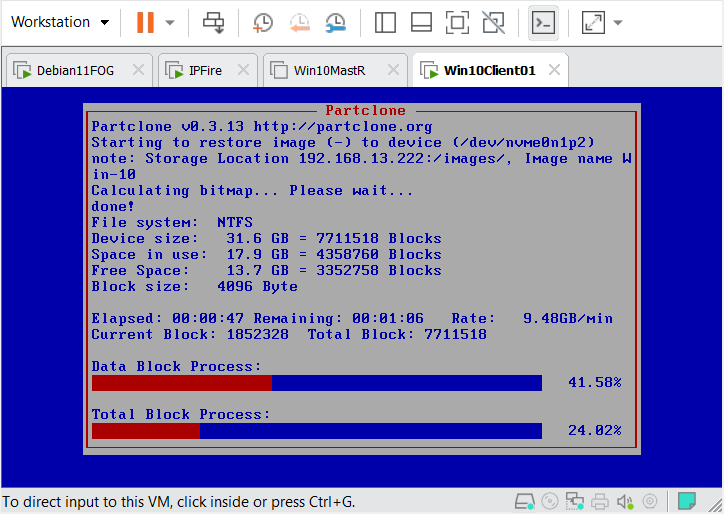 Workstation
Debian11FOG
IPFire
Win10MastR
Win10Client01
Partclone
Partclone v0.3.13 http://partclone.org
Starting to restore image (-) to device (/dev/nvme0n1p2)
note: Storage Location 192.168.13.222:/images/, Image name W
in-10
Calculating bitmap... Please wait...
done!
File system:  NTFS
Device size:   31.6 GB = 7711518 Blocks
Space in use:  17.9 GB = 4358760 Blocks
Free Space:    13.7 GB = 3352758 Blocks
Block size:   4096 Byte
Elapsed: 00:00:47 Remaining: 00:01:06   Rate:   9.48GB/min
Current Block: 1852328  Total Block: 7711518
Data Block Process:
41.58%
Total Block Process:
24.02%
To direct input to this VM, click inside or press Ctrl+G.